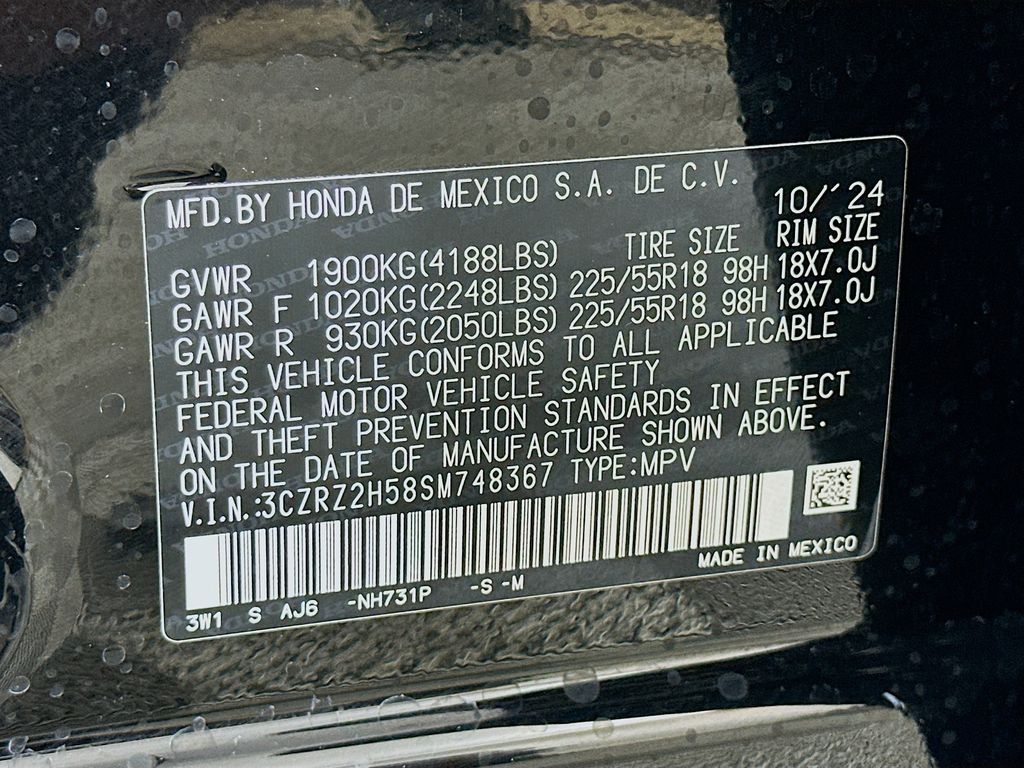 MFD.BY HONDA DE MEXICO S.A. DE C.V. 10/´24
TIRE SIZE RIM SIZE
GVWR 1900KG(4188LBS)
GAWR F 1020KG(2248LBS) 225/55R18 98H 18X7.0J
GAWR R 930KG(2050LBS) 225/55R18 98H 18X7.0J
THIS VEHICLE CONFORMS TO ALL APPLICABLE
FEDERAL MOTOR VEHICLE SAFETY
AND THEFT PREVENTION STANDARDS IN EFFECT
ON THE DATE OF MANUFACTURE SHOWN ABOVE.
V.I.N.:3CZRZ2H58SM748367 TYPE:MPV
MADE IN MEXICO
3W1 S AJ6 -NH731P -S -M